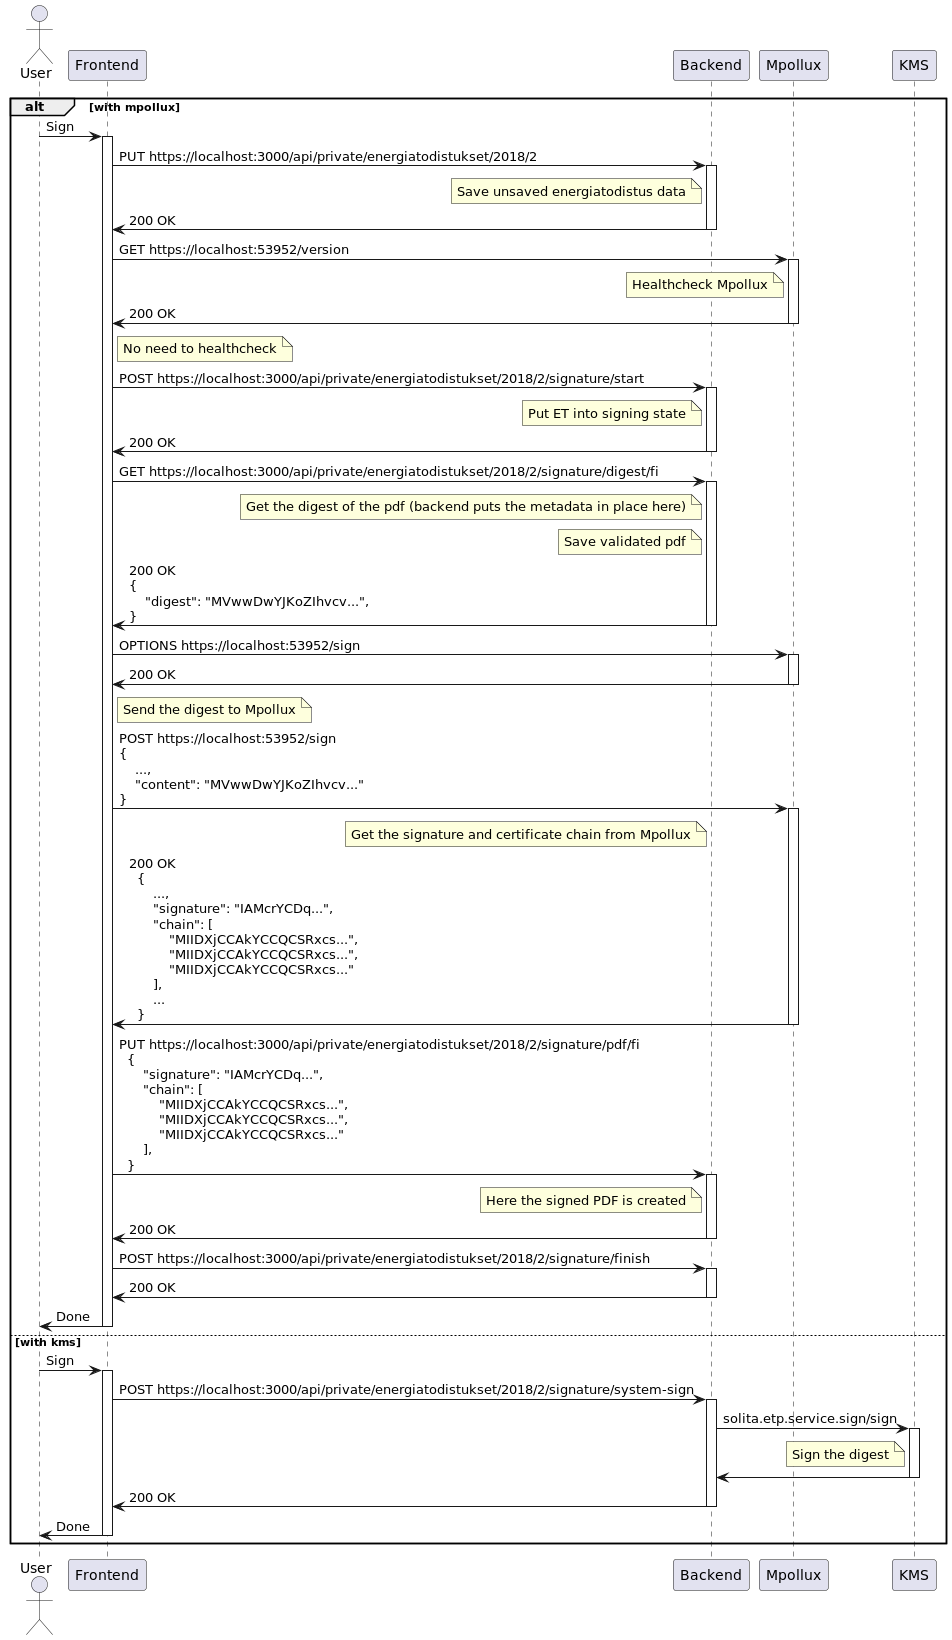 User
Frontend
Backend
Mpollux
KMS
alt
[with mpollux]
Sign
PUT https://localhost:3000/api/private/energiatodistukset/2018/2
Save unsaved energiatodistus data
200 OK
GET https://localhost:53952/version
Healthcheck Mpollux
200 OK
No need to healthcheck
POST https://localhost:3000/api/private/energiatodistukset/2018/2/signature/start
Put ET into signing state
200 OK
GET https://localhost:3000/api/private/energiatodistukset/2018/2/signature/digest/fi
Get the digest of the pdf (backend puts the metadata in place here)
Save validated pdf
200 OK
{
"digest": "MVwwDwYJKoZIhvcv...",
}
OPTIONS https://localhost:53952/sign
200 OK
Send the digest to Mpollux
POST https://localhost:53952/sign
{
...,
"content": "MVwwDwYJKoZIhvcv..."
}
Get the signature and certificate chain from Mpollux
200 OK
{
...,
"signature": "IAMcrYCDq...",
"chain": [
"MIIDXjCCAkYCCQCSRxcs...",
"MIIDXjCCAkYCCQCSRxcs...",
"MIIDXjCCAkYCCQCSRxcs..."
],
...
}
PUT https://localhost:3000/api/private/energiatodistukset/2018/2/signature/pdf/fi
{
"signature": "IAMcrYCDq...",
"chain": [
"MIIDXjCCAkYCCQCSRxcs...",
"MIIDXjCCAkYCCQCSRxcs...",
"MIIDXjCCAkYCCQCSRxcs..."
],
}
Here the signed PDF is created
200 OK
POST https://localhost:3000/api/private/energiatodistukset/2018/2/signature/finish
200 OK
Done
[with kms]
Sign
POST https://localhost:3000/api/private/energiatodistukset/2018/2/signature/system-sign
solita.etp.service.sign/sign
Sign the digest
200 OK
Done
User
Frontend
Backend
Mpollux
KMS